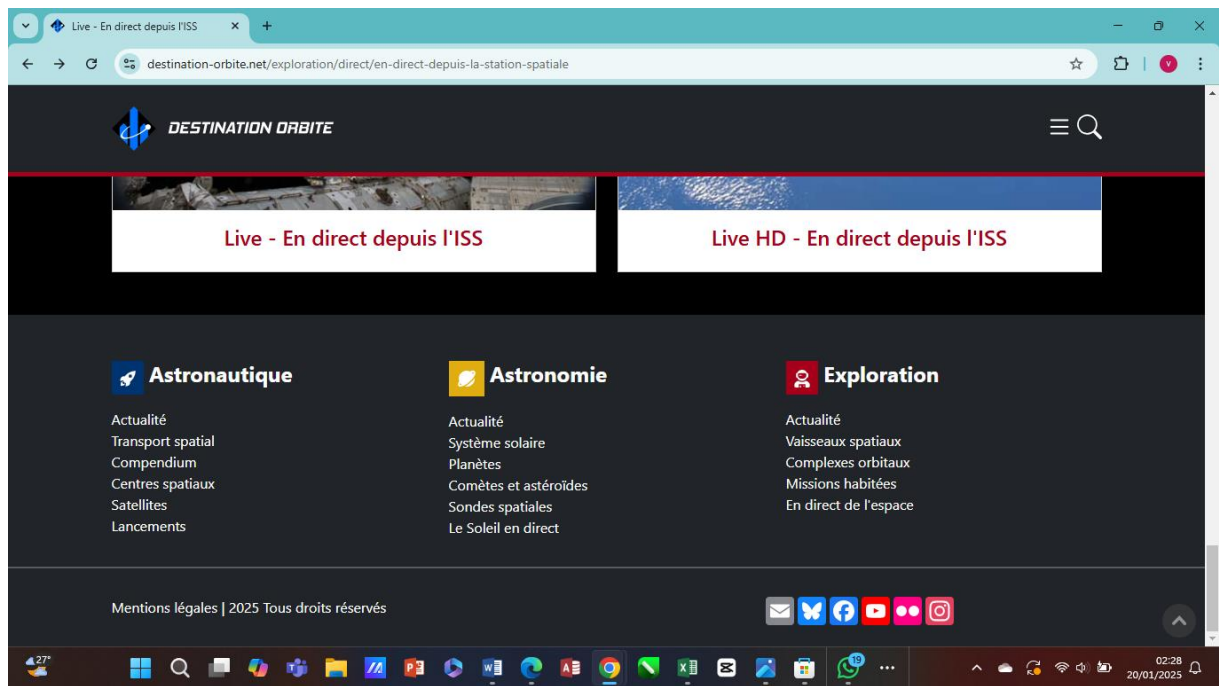 Live - En direct depuis l'ISS
destination-orbite.net/exploration/direct/en-direct-depuis-la-station-spatiale
V
DESTINATION ORBITE
Live - En direct depuis l'ISS
Live HD - En direct depuis l'ISS
Astronautique
Actualité
Transport spatial
Compendium
Centres spatiaux
Satellites
Lancements
Astronomie
Actualité
Système solaire
Planètes
Comètes et astéroïdes
Sondes spatiales
Le Soleil en direct
Exploration
Actualité
Vaisseaux spatiaux
Complexes orbitaux
Missions habitées
En direct de l'espace
Mentions légales | 2025 Tous droits réservés
27°
19
02:28
20/01/2025